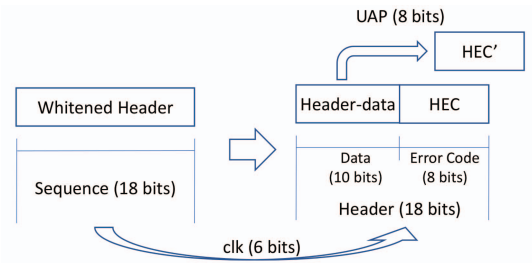 UAP (8 bits)
HEC’
Whitened Header
Header-data
HEC
Sequence (18 bits)
Data
(10 bits)
Error Code
(8 bits)
Header (18 bits)
clk (6 bits)